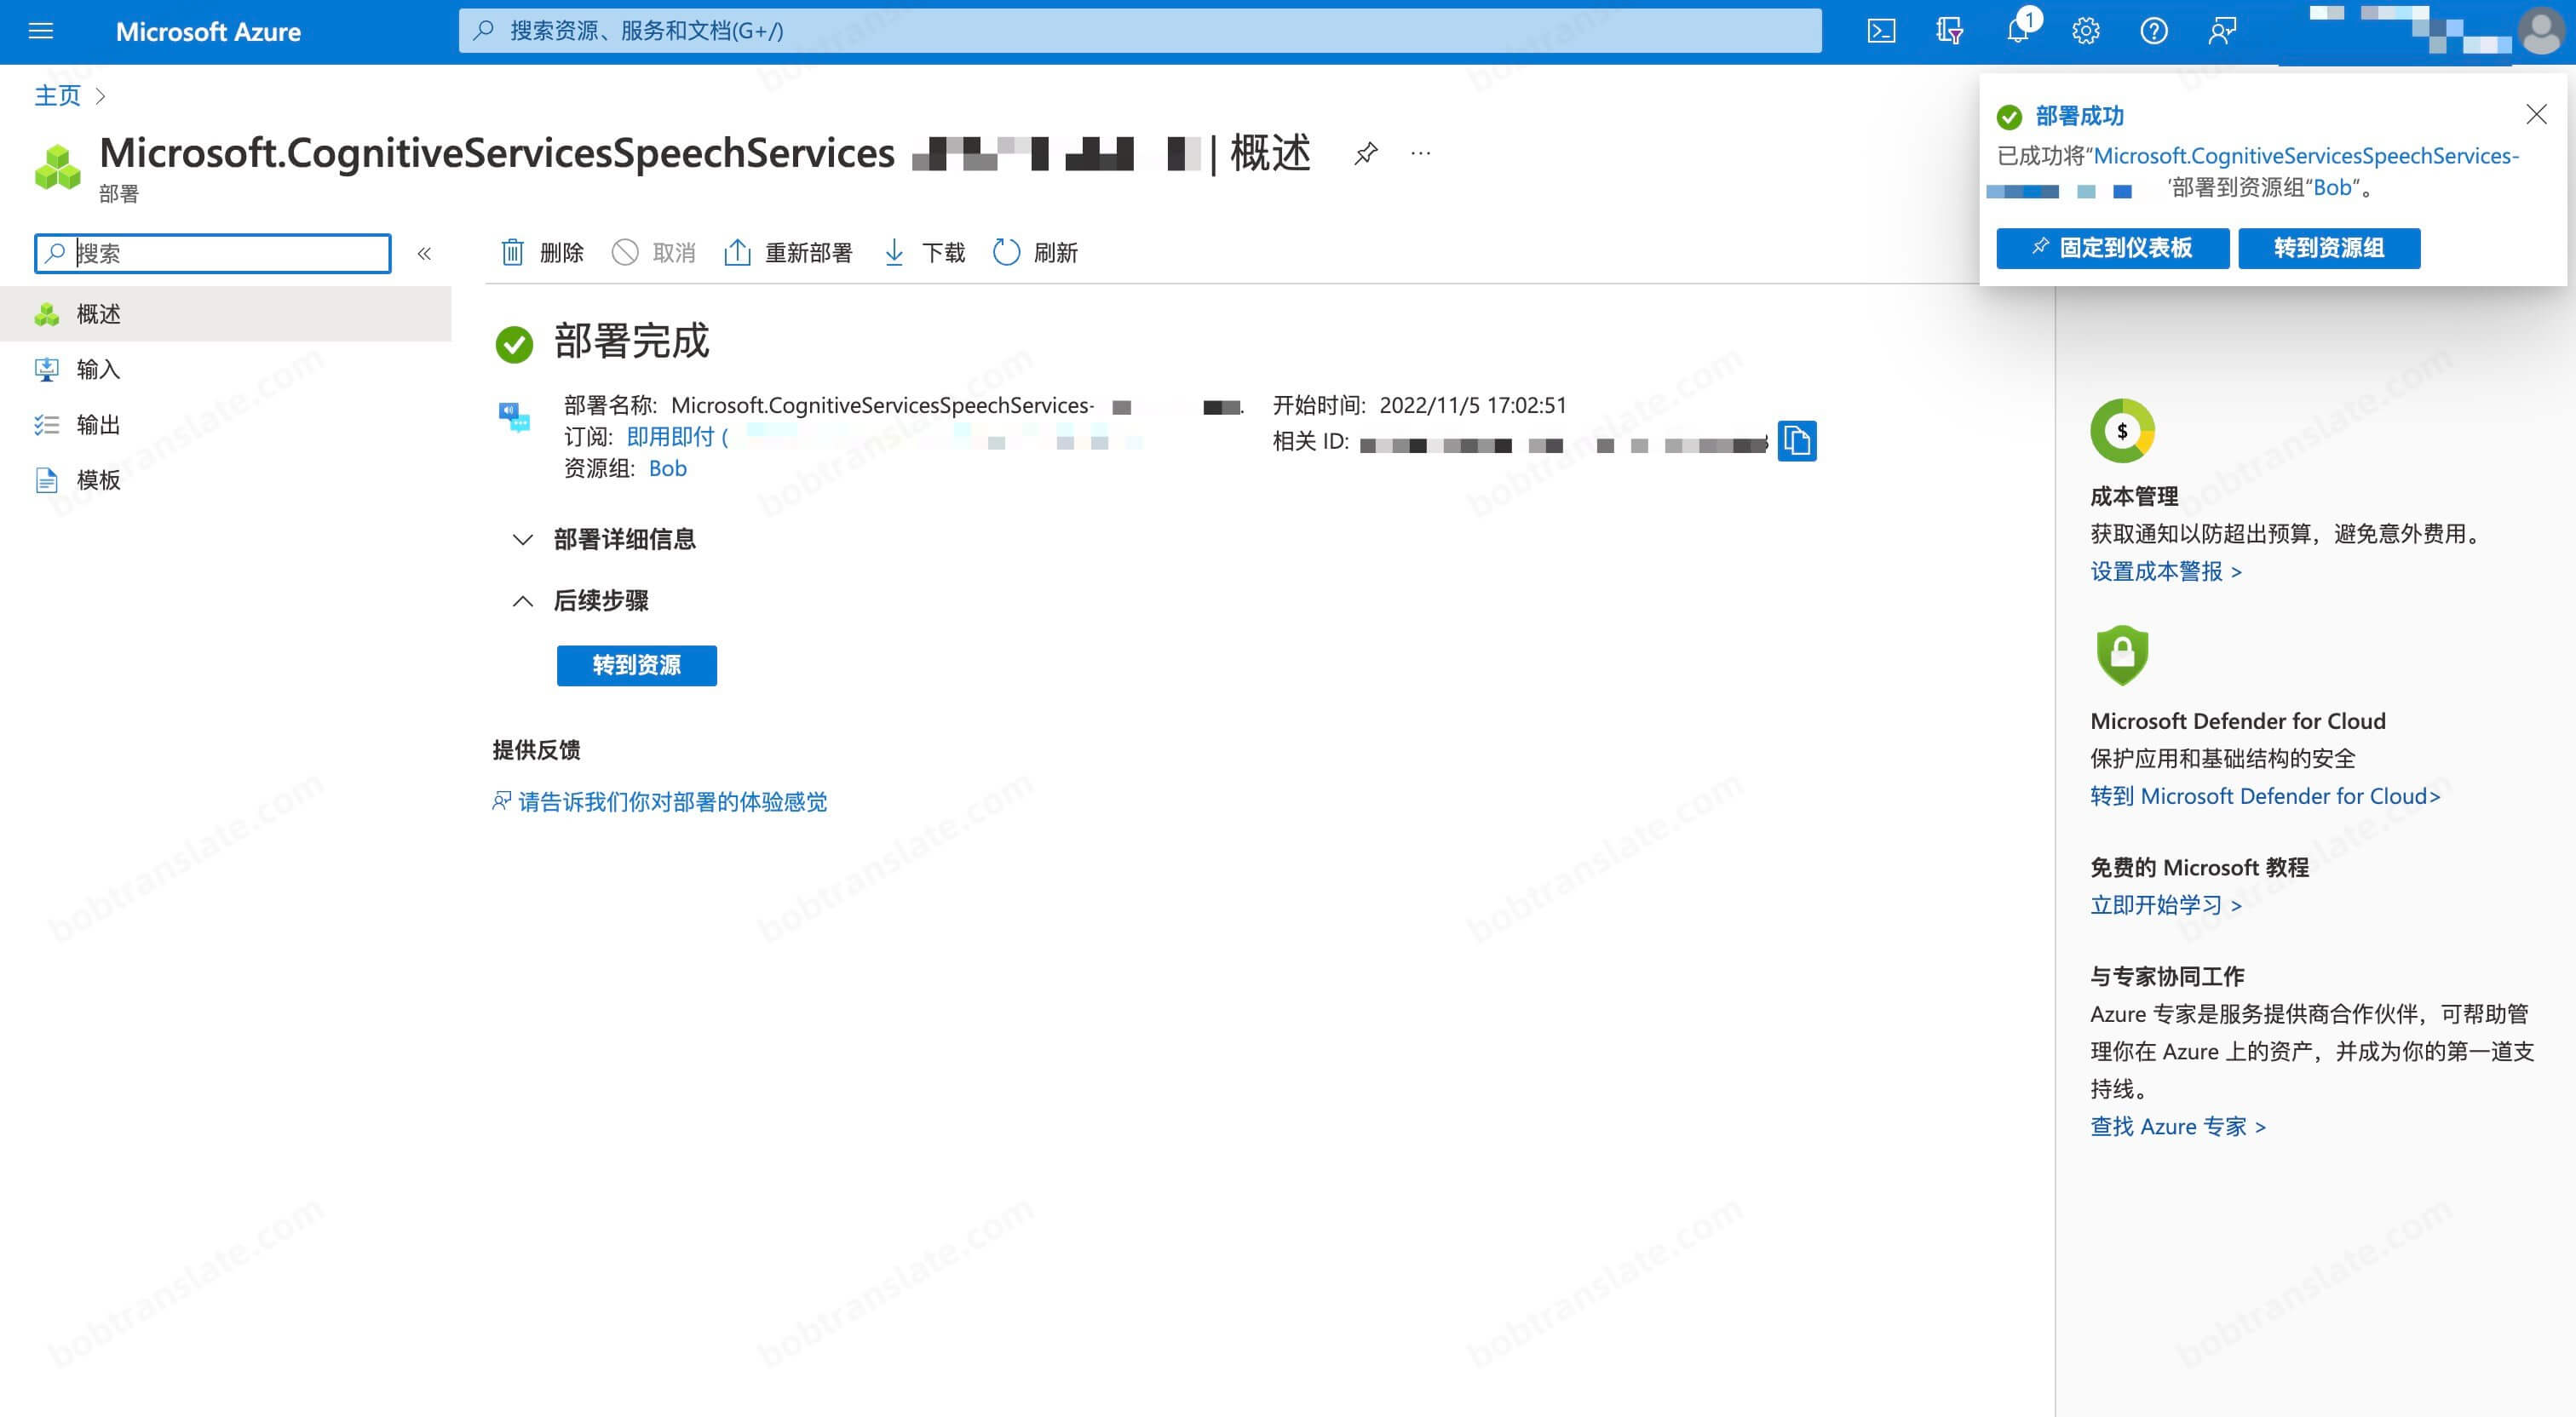 Microsoft Azure
搜索资源、服务和文档(G+/)
1
主页
Microsoft.CognitiveServicesSpeechServices | 概述
部署
部署成功
已成功将“Microsoft.CognitiveServicesSpeechServices-
”部署到资源组“Bob”。
固定到仪表板
转到资源组
搜索
删除
取消
重新部署
下载
刷新
概述
输入
输出
模板
部署完成
部署名称: Microsoft.CognitiveServicesSpeechServices-
订阅: 即用即付 (
资源组: Bob
开始时间: 2022/11/5 17:02:51
相关 ID:
部署详细信息
后续步骤
转到资源
提供反馈
请告诉我们你对部署的体验感觉
$
成本管理
获取通知以防超出预算，避免意外费用。
设置成本警报 >
Microsoft Defender for Cloud
保护应用和基础结构的安全
转到 Microsoft Defender for Cloud>
免费的 Microsoft 教程
立即开始学习 >
与专家协同工作
Azure 专家是服务提供商合作伙伴，可帮助管
理你在 Azure 上的资产，并成为你的第一道支
持线。
查找 Azure 专家 >
bobtranslate.com